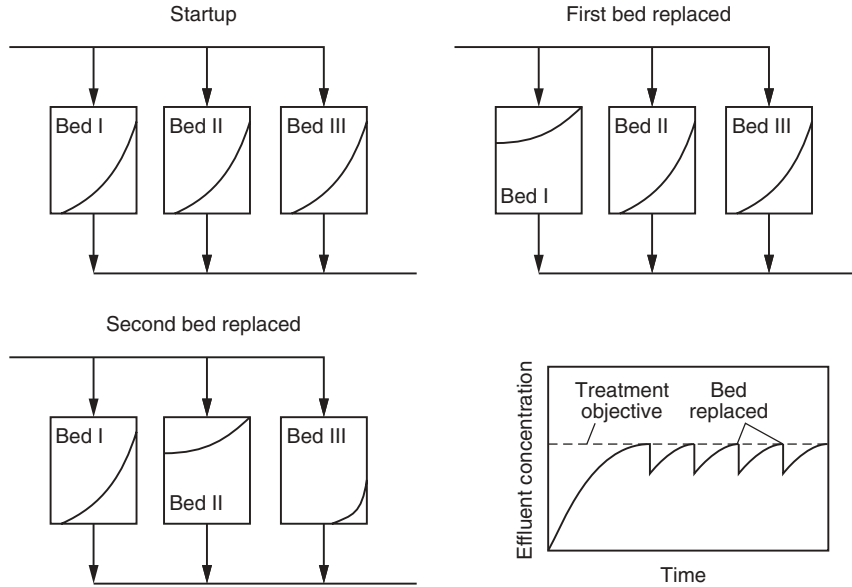 Startup
Bed I
Bed II
Bed III
First bed replaced
Bed I
Bed II
Bed III
Second bed replaced
Bed I
Bed II
Bed III
Effluent concentration
Treatment
objective
Bed
replaced
Time